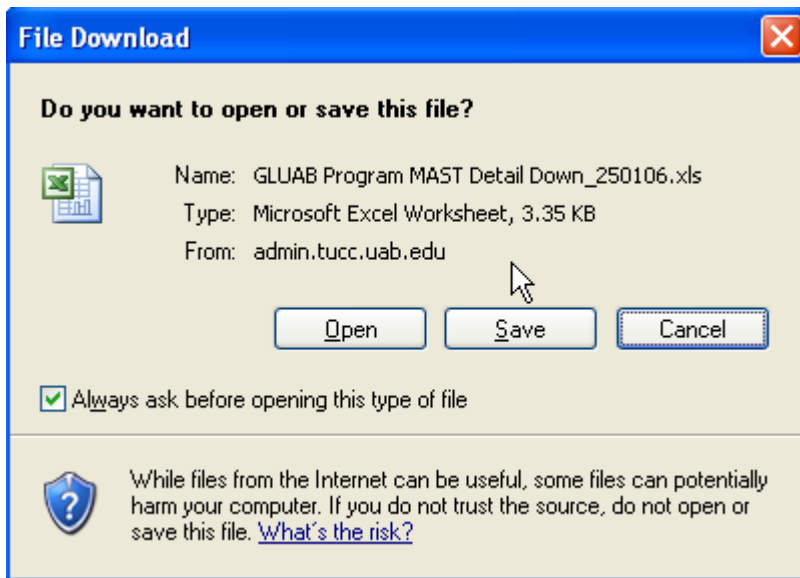 File Download
Do you want to open or save this file?
Name: GLUAB Program MAST Detail Down_250106.xls
Type: Microsoft Excel Worksheet, 3.35 KB
From: admin.tucc.uab.edu
Open Save Cancel
Always ask before opening this type of file
While files from the Internet can be useful, some files can potentially
harm your computer. If you do not trust the source, do not open or
save this file. What's the risk?